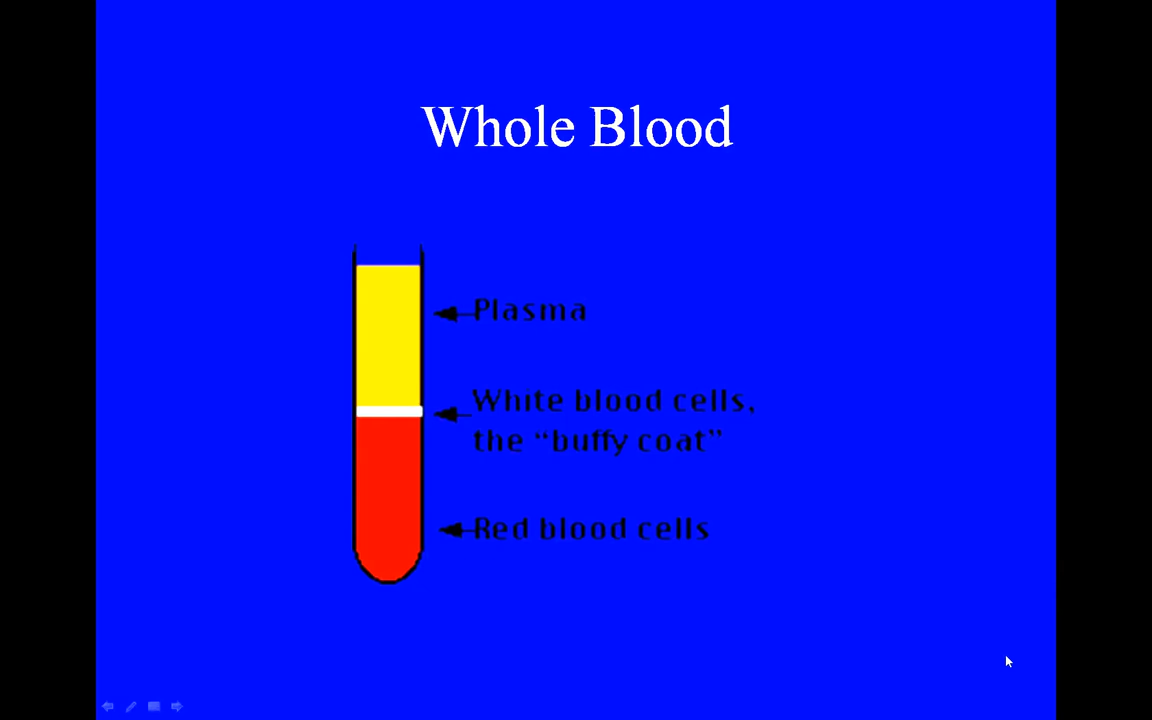 Whole Blood
Plasma
White blood cells,
the “buffy coat”
Red blood cells